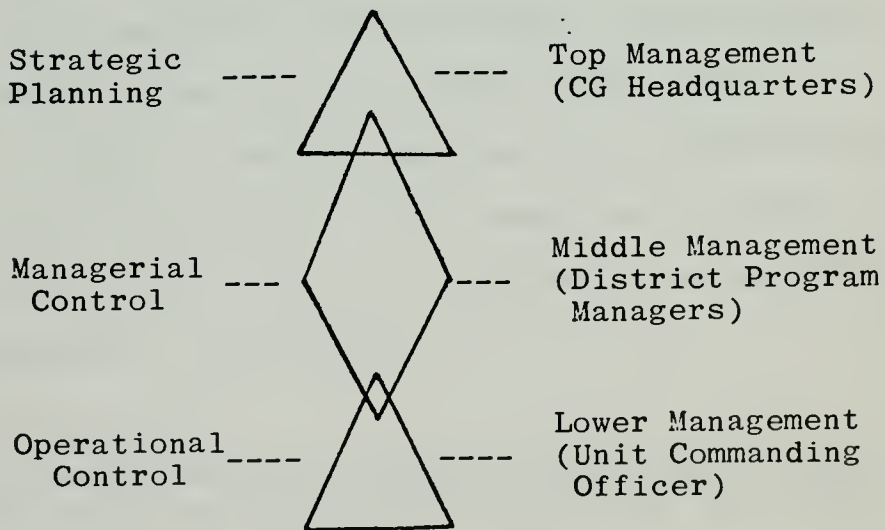 Strategic Planning ---- ---- Top Management
(CG Headquarters)
Managerial Control --- --- Middle Management
(District Program
Managers)
Operational Control ---- ---- Lower Management
(Unit Commanding
Officer)